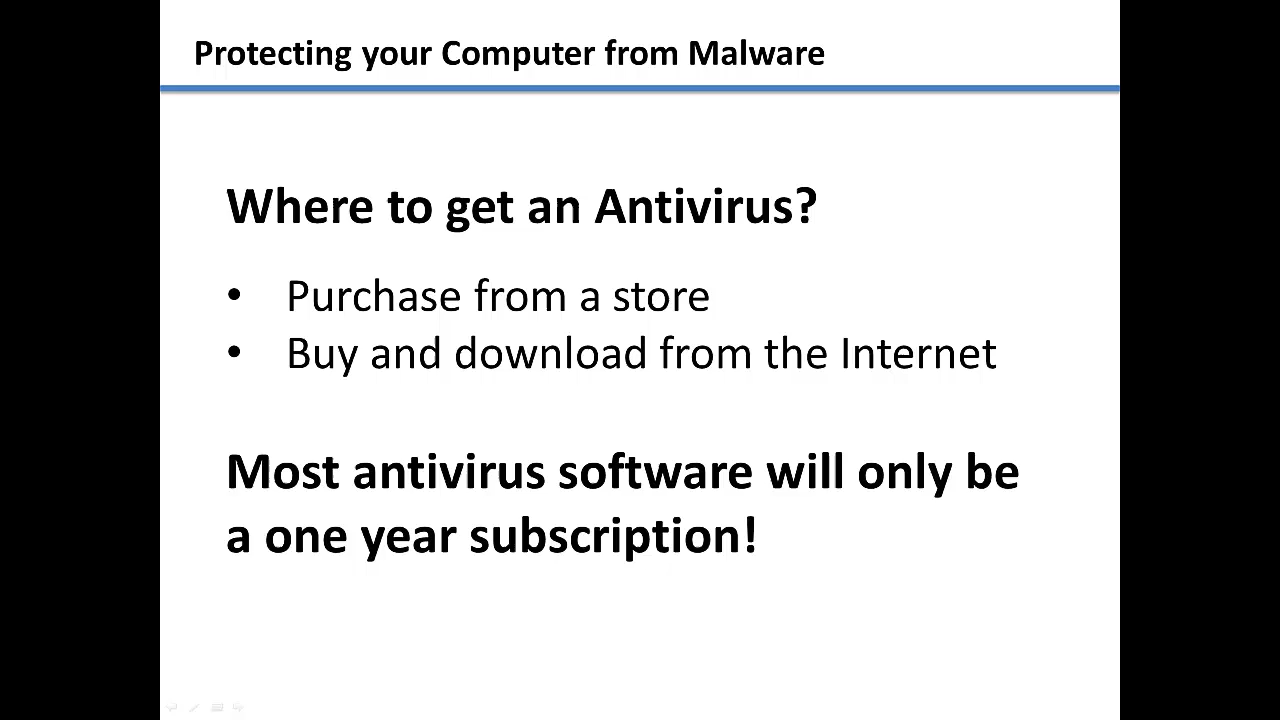 Protecting your Computer from Malware
Where to get an Antivirus?
• Purchase from a store
• Buy and download from the Internet
Most antivirus software will only be
a one year subscription!